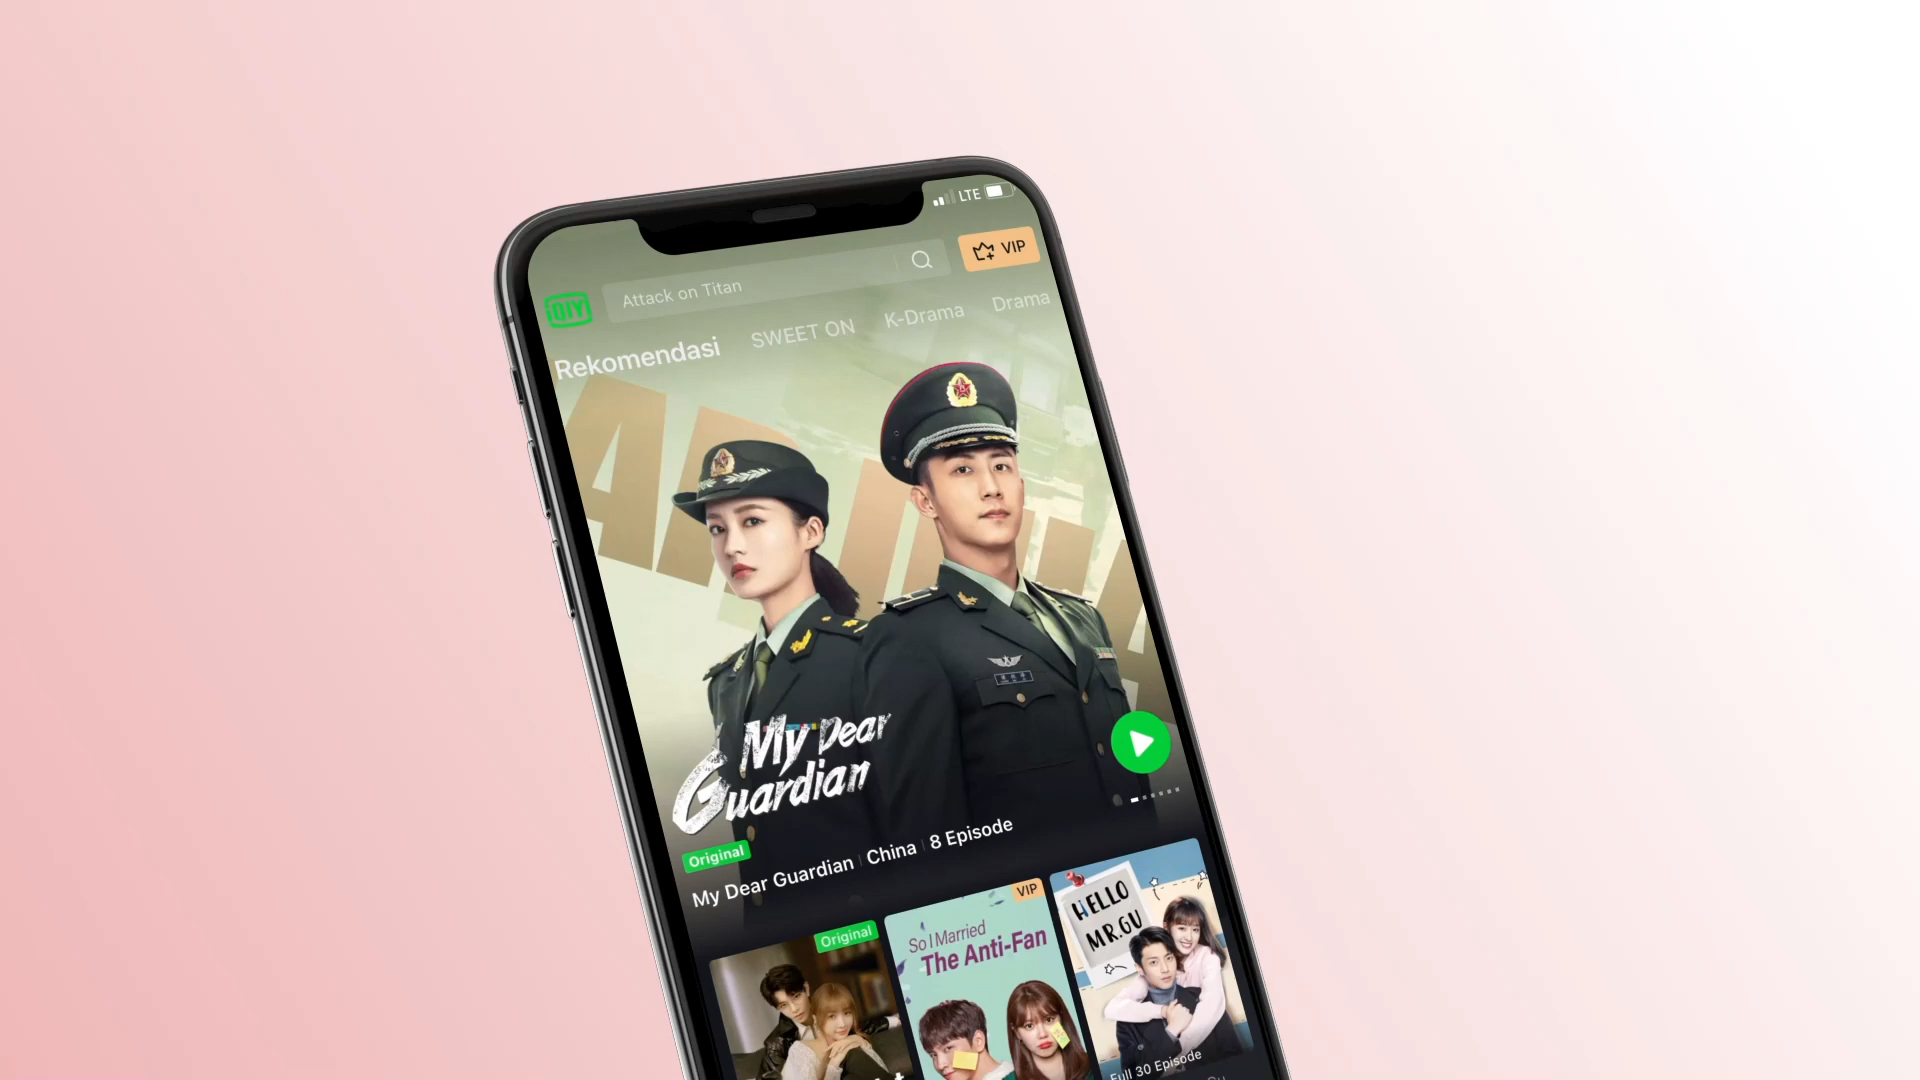 LTE
VIP
Attack on Titan
QIY
Rekomendasi
SWEET ON
K-Drama
Drama
My Dear
Guardian
Original
My Dear Guardian China 8 Episode
Original
VIP
So I Married
The Anti-Fan
HELLO
MR.GU
Full 30 Episode